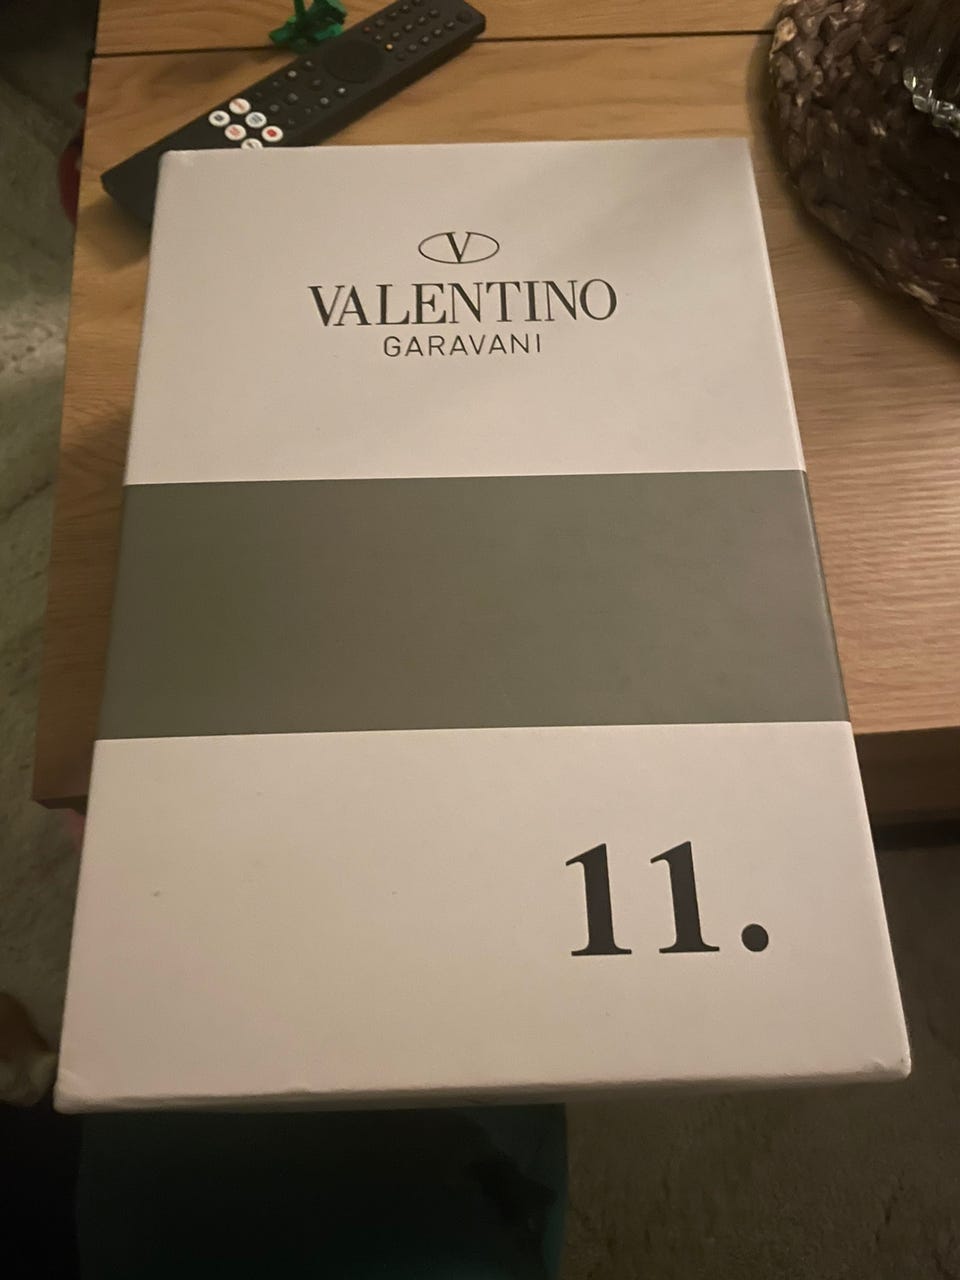 V
VALENTINO
GARAVANI
11.